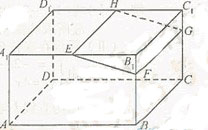 D₁ H C₁
G
A₁ E B₁
F
D C
A B